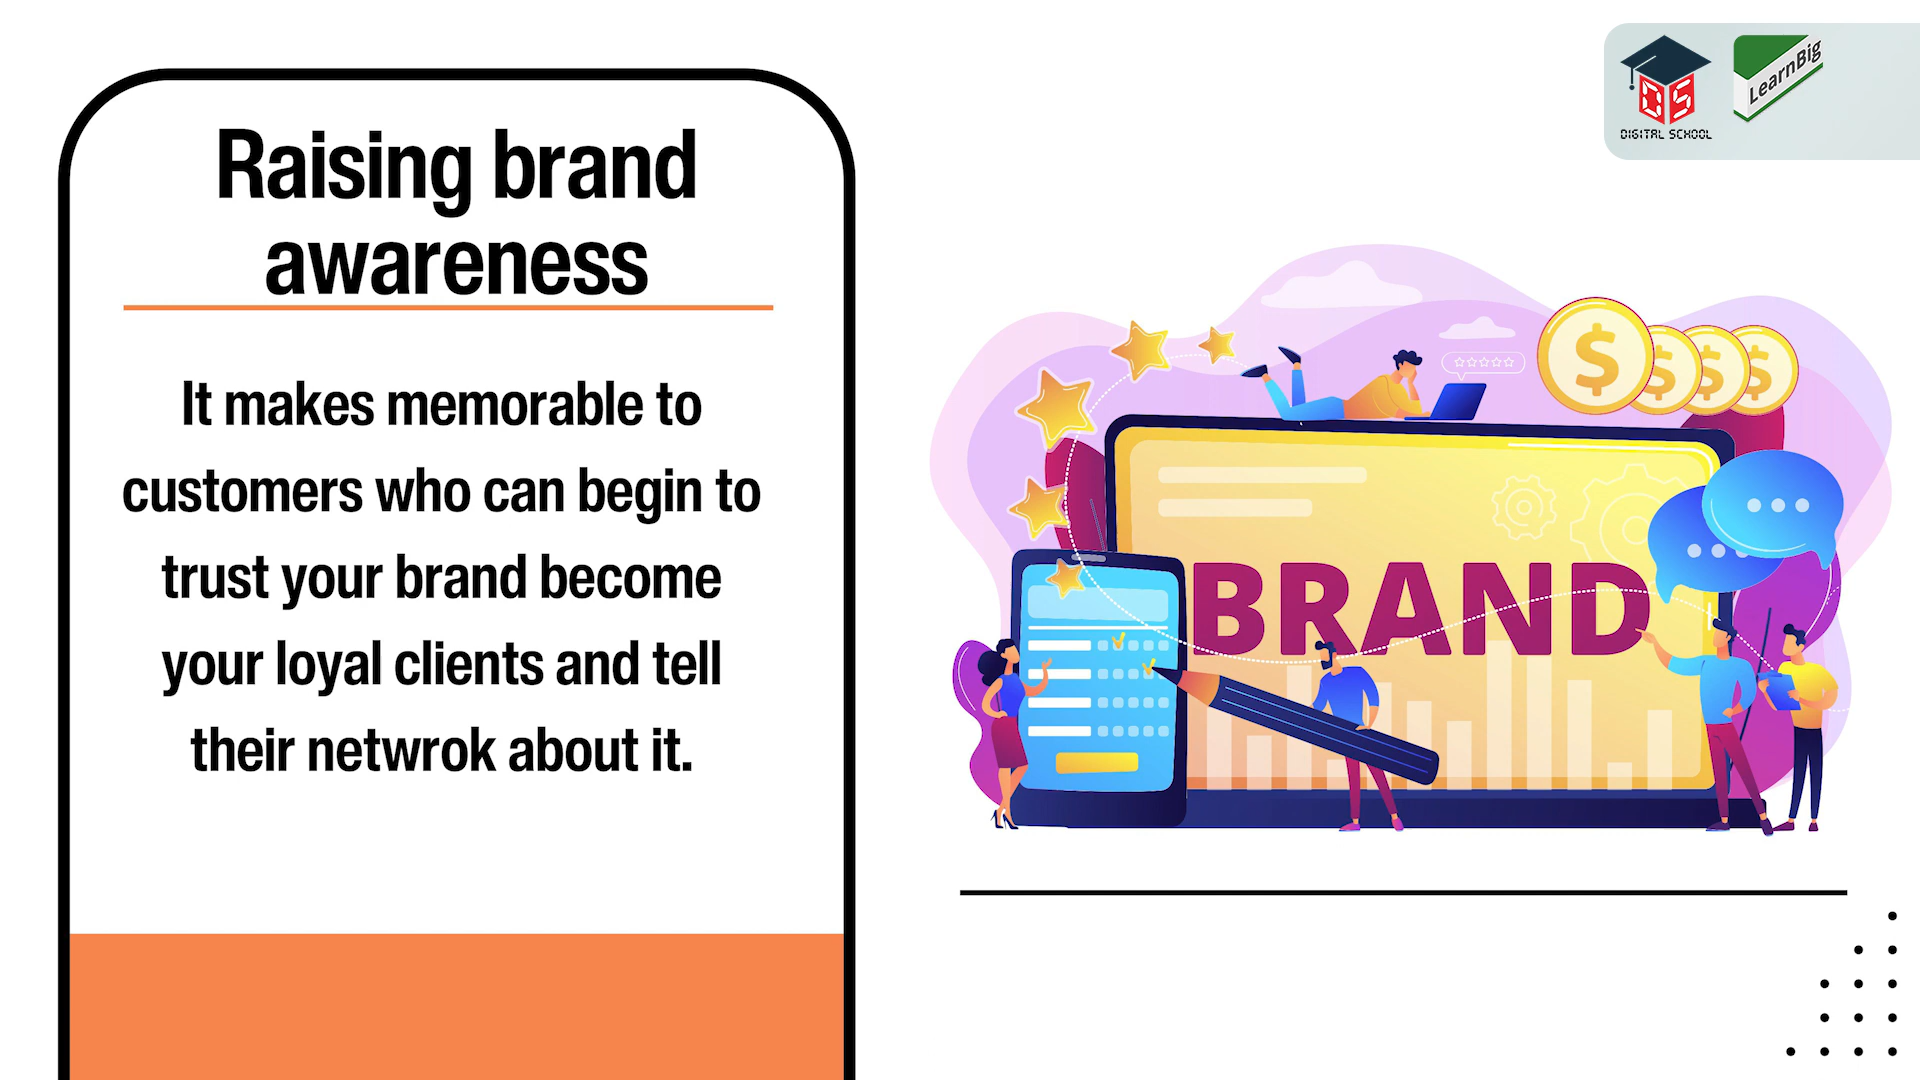 Raising brand
awareness
It makes memorable to
customers who can begin to
trust your brand become
your loyal clients and tell
their netwrok about it.
DS
DIGITAL SCHOOL
LearnBig
$ $ $ $
BRAND